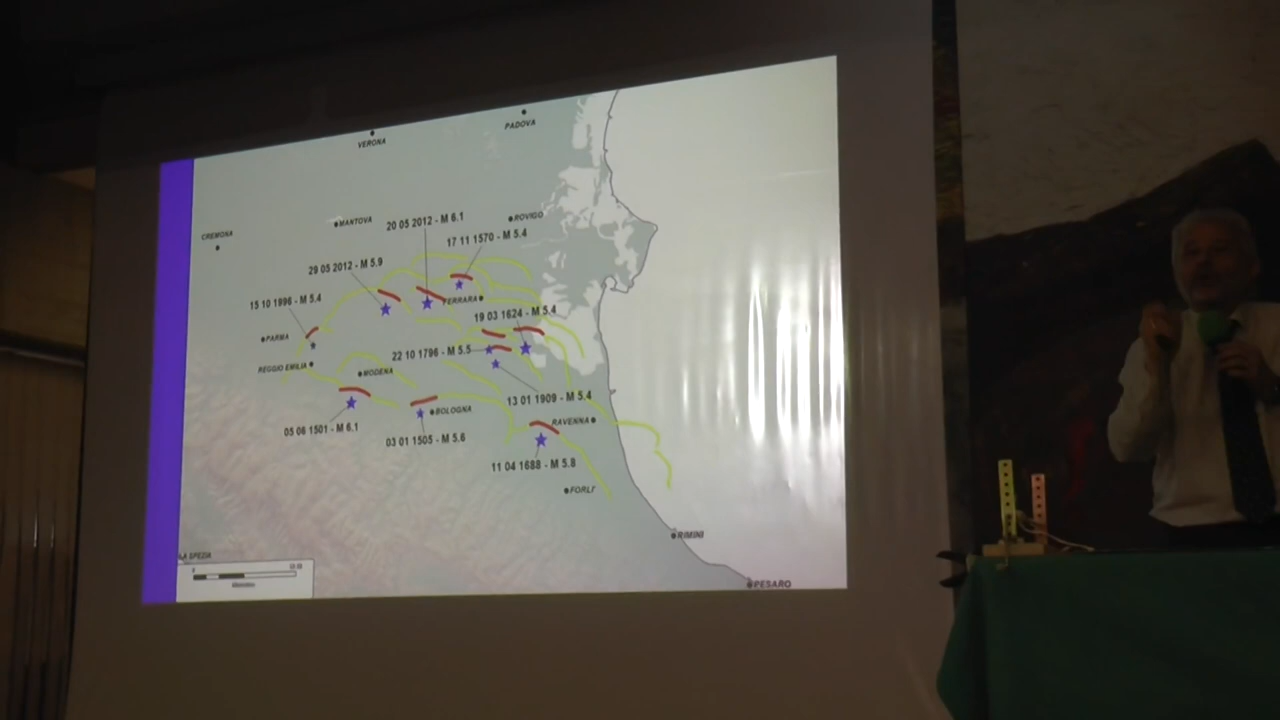 PADOVA
VERONA
ROVIGO
MANTOVA
20 05 2012 - M 6.1
CREMONA
17 11 1570 - M 5.4
29 05 2012 - M 5.9
15 10 1996 - M 5.4
FERRARA
19 03 1624 - M 5.4
PARMA
22 10 1796 - M 5.5
REGGIO EMILIA
MODENA
13 01 1909 - M 5.4
BOLOGNA
RAVENNA
05 06 1501 - M 6.1
03 01 1505 - M 5.6
11 04 1688 - M 5.8
FORLI'
RIMINI
LA SPEZIA
PESARO